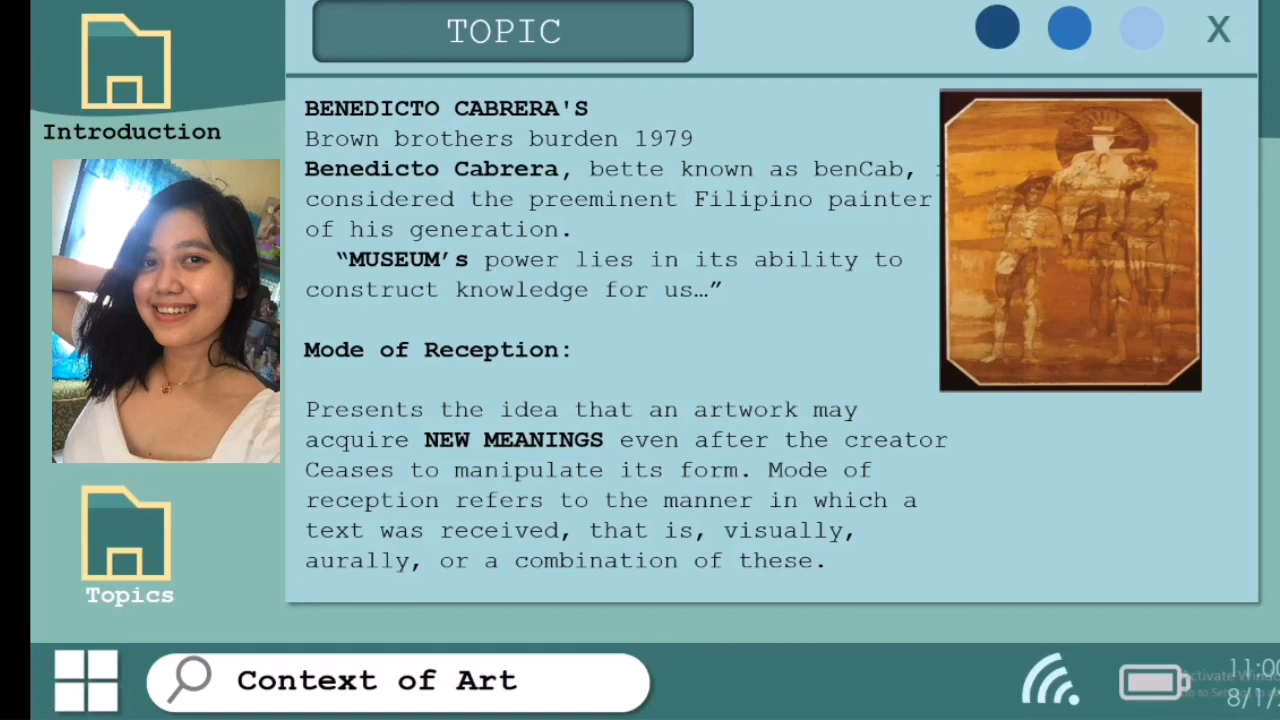 TOPIC
X
Introduction
BENEDICTO CABRERA'S
Brown brothers burden 1979
Benedicto Cabrera, bette known as benCab,
considered the preeminent Filipino painter
of his generation.
“MUSEUM’s power lies in its ability to
construct knowledge for us…”
Mode of Reception:
Presents the idea that an artwork may
acquire NEW MEANINGS even after the creator
Ceases to manipulate its form. Mode of
reception refers to the manner in which a
text was received, that is, visually,
aurally, or a combination of these.
Topics
Context of Art
11:00
8/1/